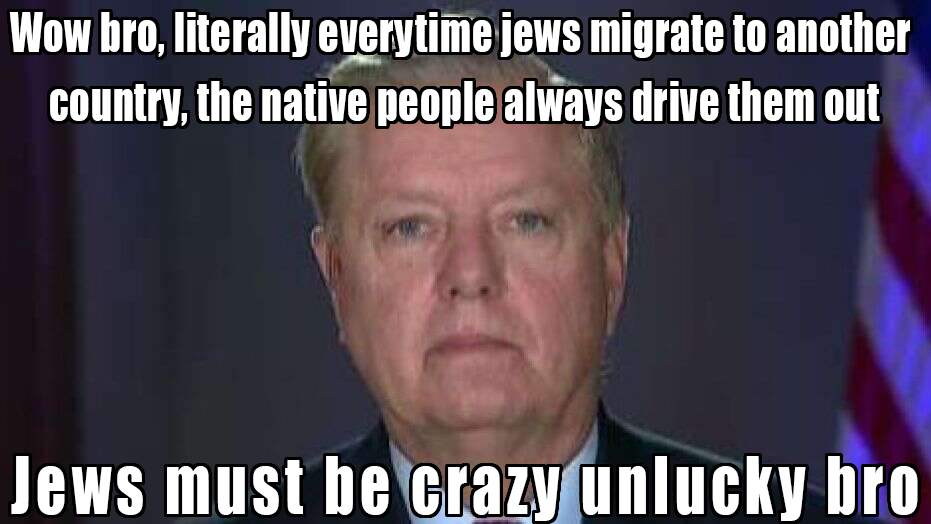 Wow bro, literally everytime jews migrate to another
country, the native people always drive them out
Jews must be crazy unlucky bro